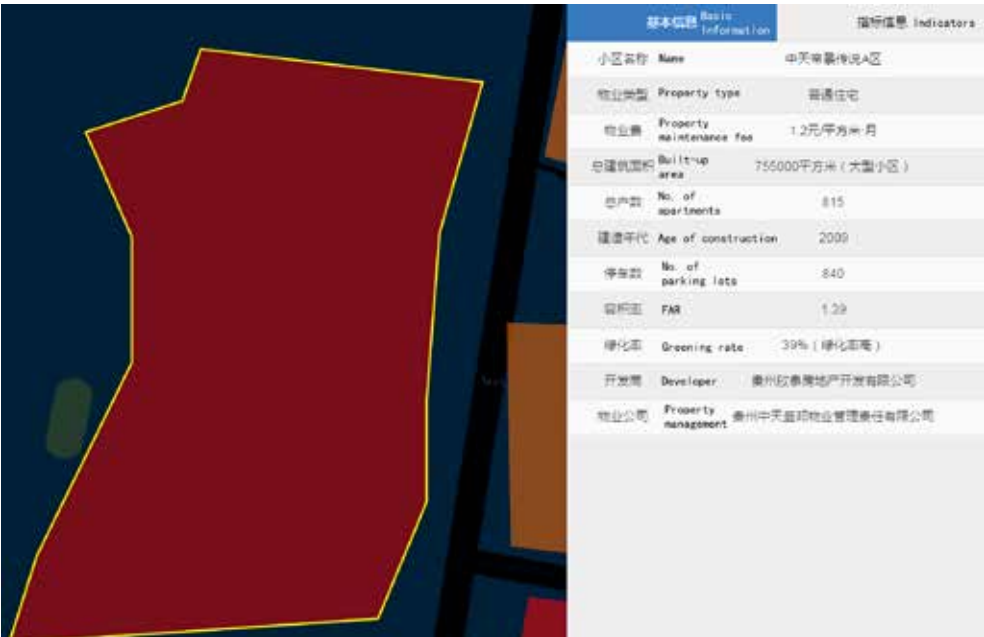 基本信息 Basic Information
指标信息 Indicators
小区名称 Name 中天帝景传说A区
物业类型 Property type 普通住宅
物业费 Property maintenance fee 1.2元/平方米·月
总建筑面积 Built-up area 755000平方米（大型小区）
总户数 No. of apartments 815
建造年代 Age of construction 2009
停车数 No. of parking lots 840
容积率 FAR
绿化率 Greening rate 39%（绿化率高）
开发商 Developer 贵州欣泰房地产开发有限公司
物业公司 Property management 贵州中天 物业管理责任有限公司